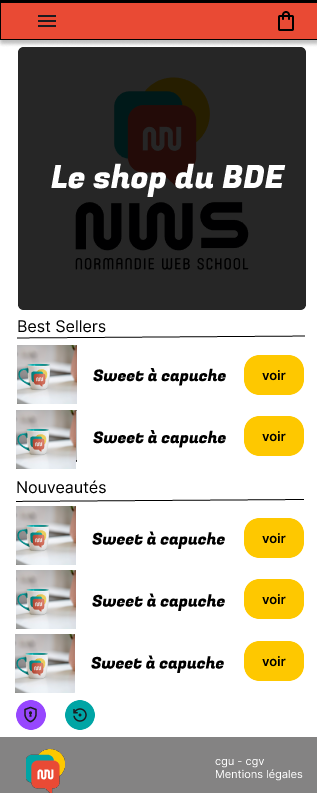 Le shop du BDE
NWS
NORMANDIE WEB SCHOOL
Best Sellers
Sweet à capuche
voir
Sweet à capuche
voir
Nouveautés
Sweet à capuche
voir
Sweet à capuche
voir
Sweet à capuche
voir
cgu - cgv
Mentions légales